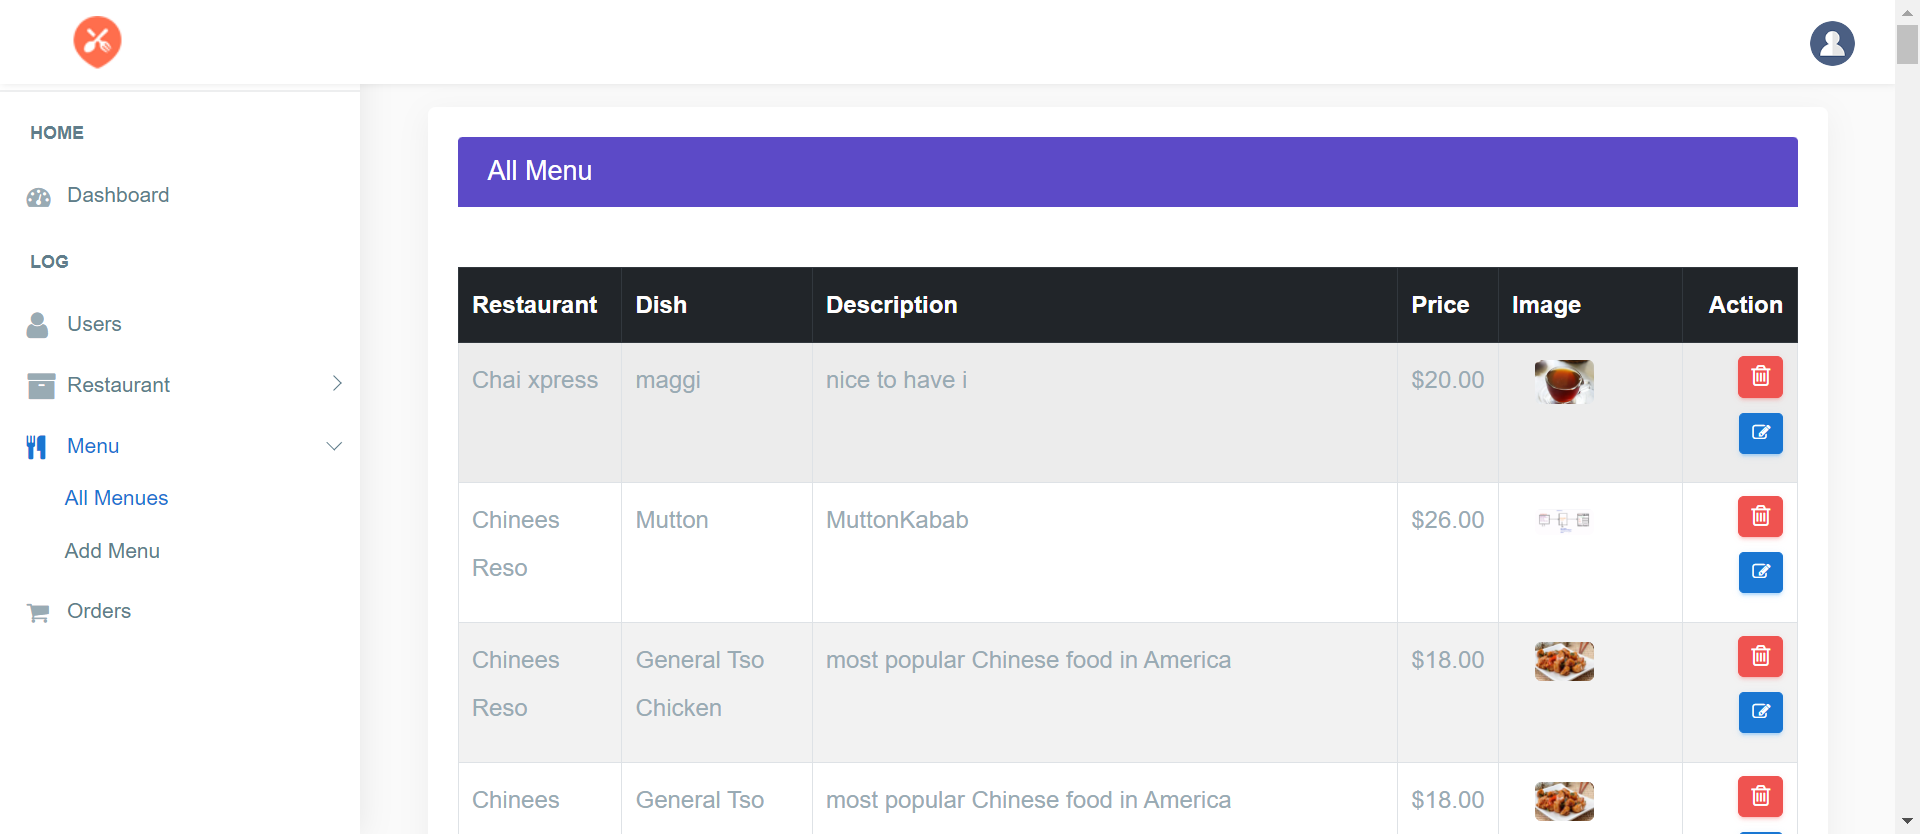 HOME
Dashboard
LOG
Users
Restaurant
Menu
All Menues
Add Menu
Orders
All Menu
Restaurant Dish Description Price Image Action
Chai xpress maggi nice to have i $20.00
Chinees Mutton MuttonKabab $26.00
Reso
Chinees General Tso most popular Chinese food in America $18.00
Reso Chicken
Chinees General Tso most popular Chinese food in America $18.00